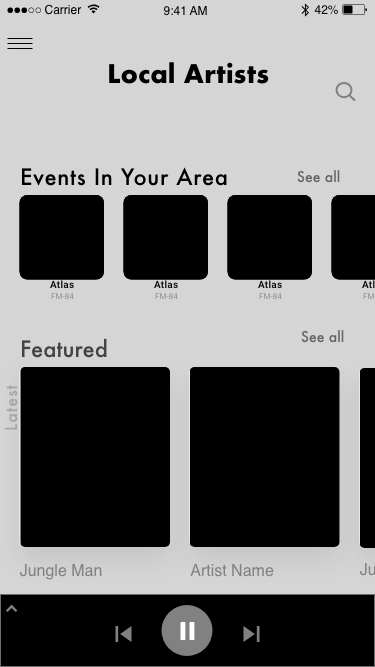 Carrier 9:41 AM 42%
Local Artists
Events In Your Area See all
Atlas Atlas Atlas Atl
FM-84 FM-84 FM-84 FM-84
See all
Featured
Latest
Jungle Man Artist Name Ju